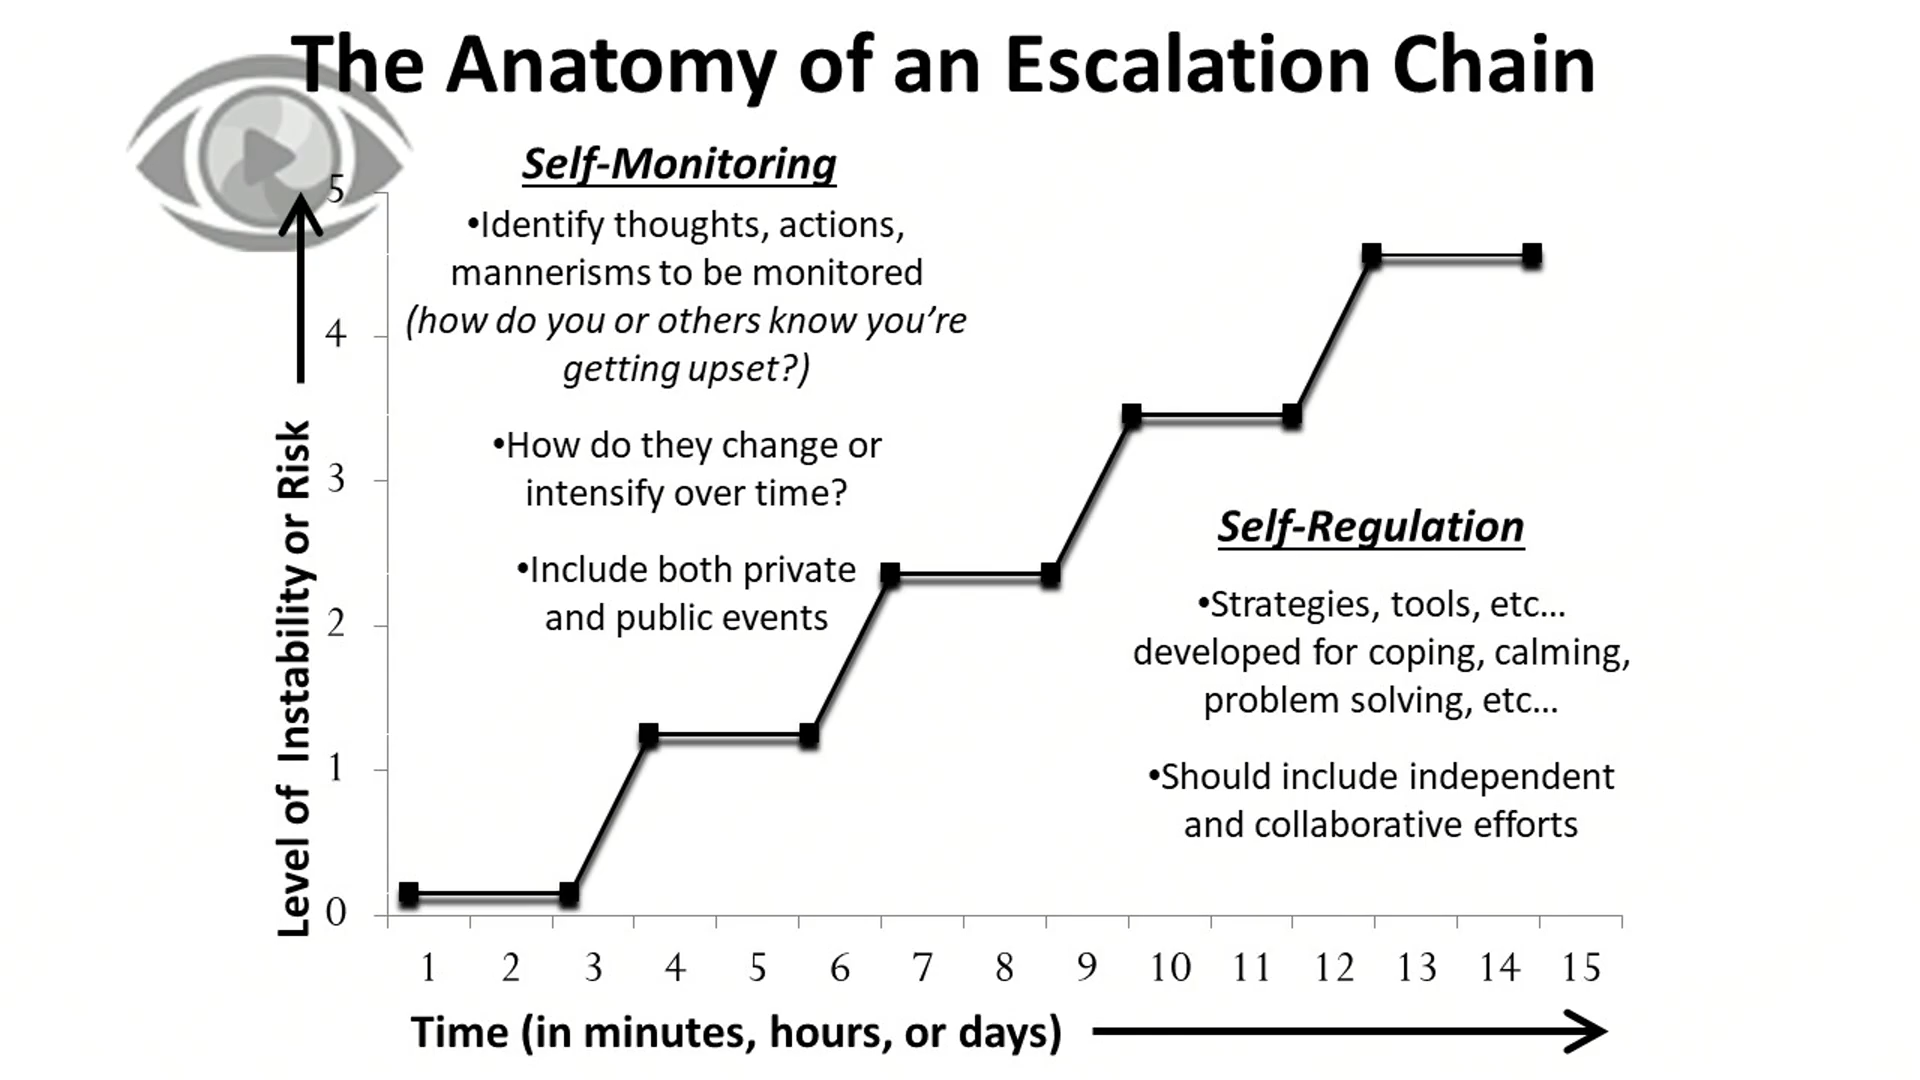 The Anatomy of an Escalation Chain
Self-Monitoring
•Identify thoughts, actions,
mannerisms to be monitored
(how do you or others know you’re
getting upset?)
•How do they change or
intensify over time?
•Include both private
and public events
Self-Regulation
•Strategies, tools, etc…
developed for coping, calming,
problem solving, etc…
•Should include independent
and collaborative efforts
Level of Instability or Risk
5
4
3
2
1
0
1 2 3 4 5 6 7 8 9 10 11 12 13 14 15
Time (in minutes, hours, or days)